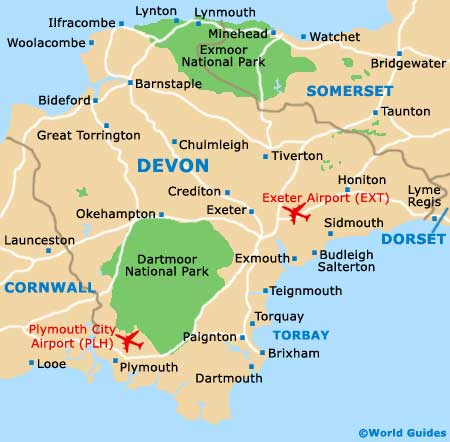 Lynton
Lynmouth
Ilfracombe
Minehead
Watchet
Woolacombe
Exmoor
National Park
Bridgewater
Barnstaple
SOMERSET
Bideford
Taunton
Great Torrington
Chulmleigh
DEVON
Tiverton
Honiton
Crediton
Exeter Airport (EXT)
Lyme
Regis
Okehampton
Exeter
Sidmouth
Launceston
DORSET
Dartmoor
National Park
Exmouth
Budleigh
Salterton
CORNWALL
Teignmouth
Plymouth City
Airport (PLH)
Torquay
Paignton
TORBAY
Brixham
Looe
Plymouth
Dartmouth
©World Guides